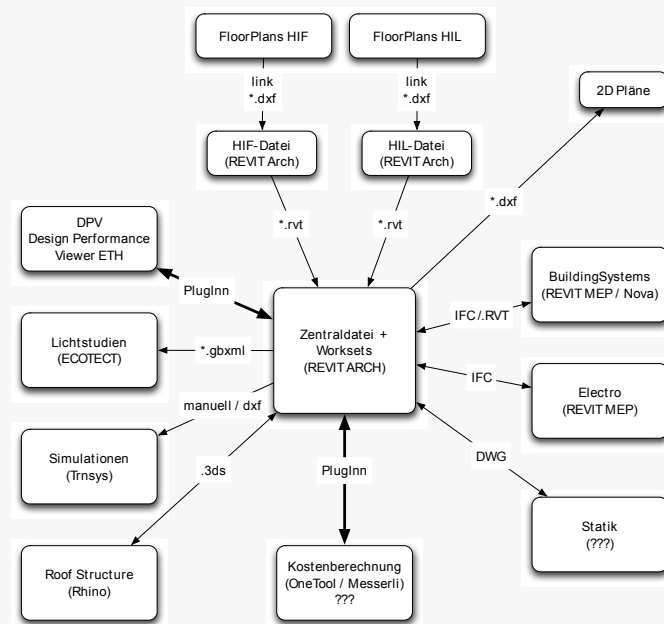 FloorPlans HIF
FloorPlans HIL
link
*.dxf
link
*.dxf
2D Pläne
HIF-Datei
(REVIT Arch)
HIL-Datei
(REVIT Arch)
*.dxf
*.rvt
*.rvt
DPV
Design Performance
Viewer ETH
PlugInn
BuildingSystems
(REVIT MEP / Nova)
IFC/.RVT
Zentraldatei +
Worksets
(REVIT ARCH)
Lichtstudien
(ECOTECT)
*.gbxml
IFC
Electro
(REVIT MEP)
manuell / dxf
Simulationen
(Trnsys)
.3ds
PlugInn
DWG
Statik
(???)
Roof Structure
(Rhino)
Kostenberechnung
(OneTool / Messerli)
???